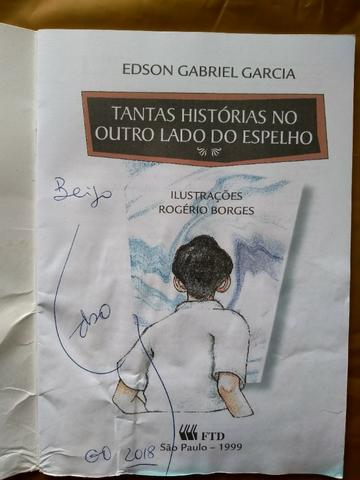 EDSON GABRIEL GARCIA
TANTAS HISTÓRIAS NO
OUTRO LADO DO ESPELHO
Beijo
ILUSTRAÇÕES
ROGÉRIO BORGES
FTD
São Paulo – 1999
2018